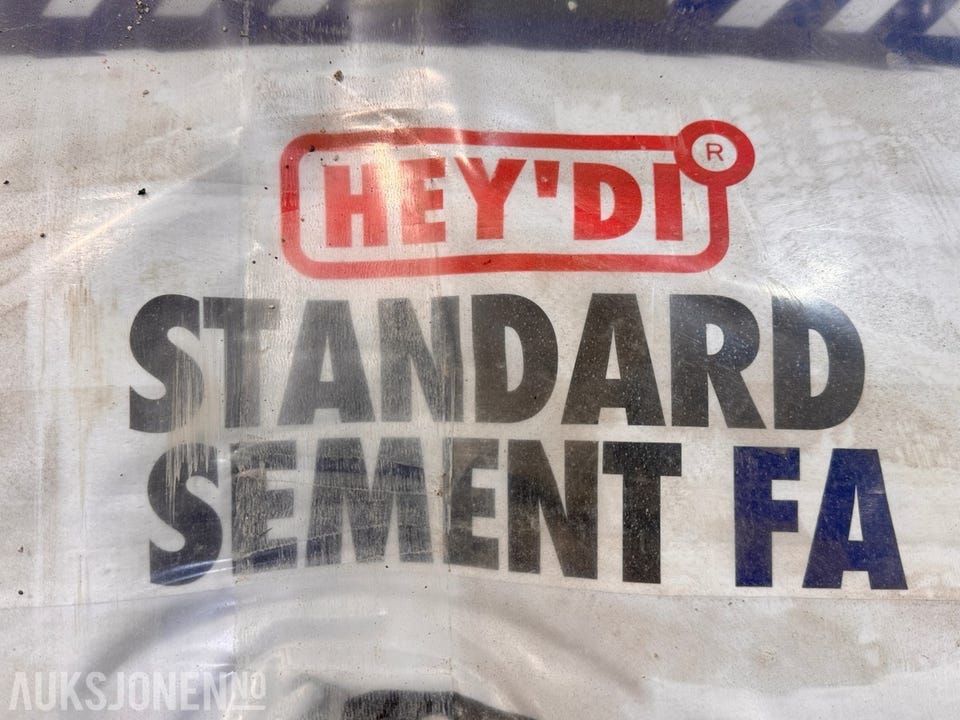 HEY'DI ®
STANDARD
SEMENT FA
AUKSJONEN.NO